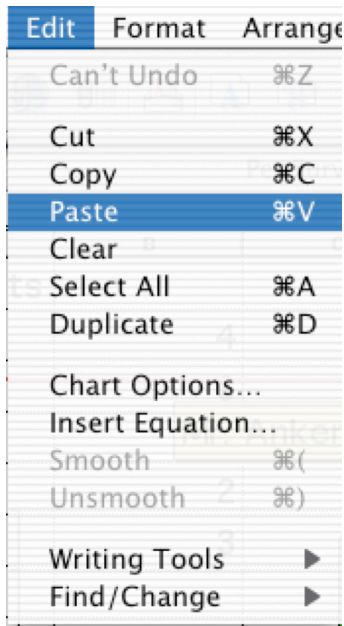 Edit Format Arrange
Can't Undo ⌘Z
Cut ⌘X
Copy ⌘C
Paste ⌘V
Clear
Select All ⌘A
Duplicate ⌘D
Chart Options...
Insert Equation...
Smooth ⌘(
Unsmooth ⌘)
Writing Tools
Find/Change